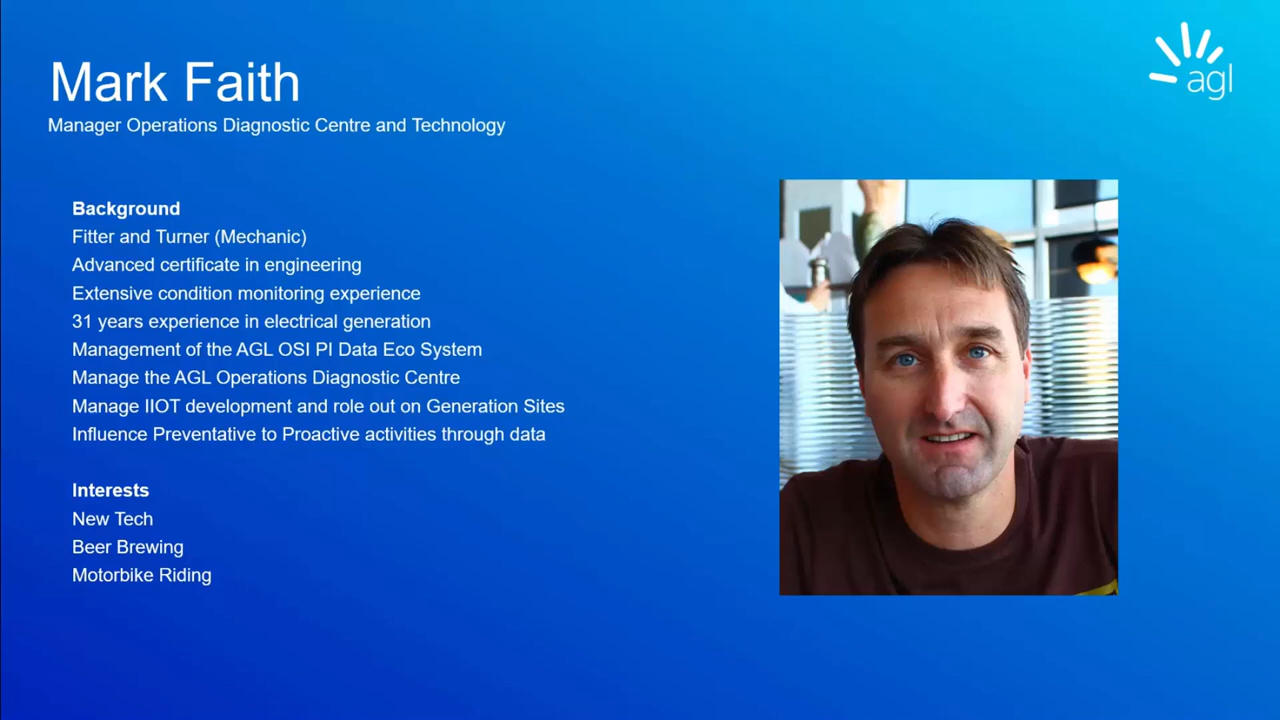 Mark Faith
agl
Manager Operations Diagnostic Centre and Technology
Background
Fitter and Turner (Mechanic)
Advanced certificate in engineering
Extensive condition monitoring experience
31 years experience in electrical generation
Management of the AGL OSI PI Data Eco System
Manage the AGL Operations Diagnostic Centre
Manage IIOT development and role out on Generation Sites
Influence Preventative to Proactive activities through data
Interests
New Tech
Beer Brewing
Motorbike Riding